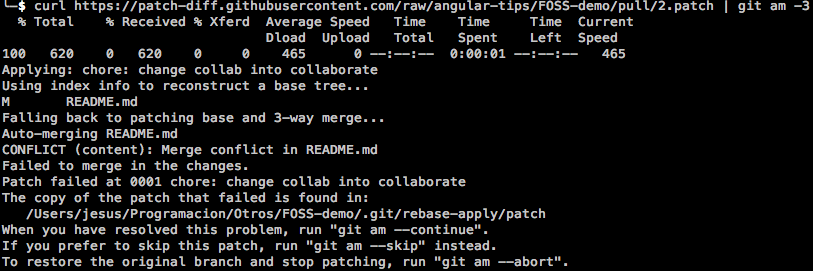 ╰─$ curl https://patch-diff.githubusercontent.com/raw/angular-tips/FOSS-demo/pull/2.patch | git am -3
  % Total    % Received % Xferd  Average Speed   Time    Time     Time  Current
                                 Dload  Upload   Total   Spent    Left  Speed
100   620    0   620    0     0    465      0 --:--:--  0:00:01 --:--:--   465
Applying: chore: change collab into collaborate
Using index info to reconstruct a base tree...
M       README.md
Falling back to patching base and 3-way merge...
Auto-merging README.md
CONFLICT (content): Merge conflict in README.md
Failed to merge in the changes.
Patch failed at 0001 chore: change collab into collaborate
The copy of the patch that failed is found in:
   /Users/jesus/Programacion/Otros/FOSS-demo/.git/rebase-apply/patch
When you have resolved this problem, run "git am --continue".
If you prefer to skip this patch, run "git am --skip" instead.
To restore the original branch and stop patching, run "git am --abort".